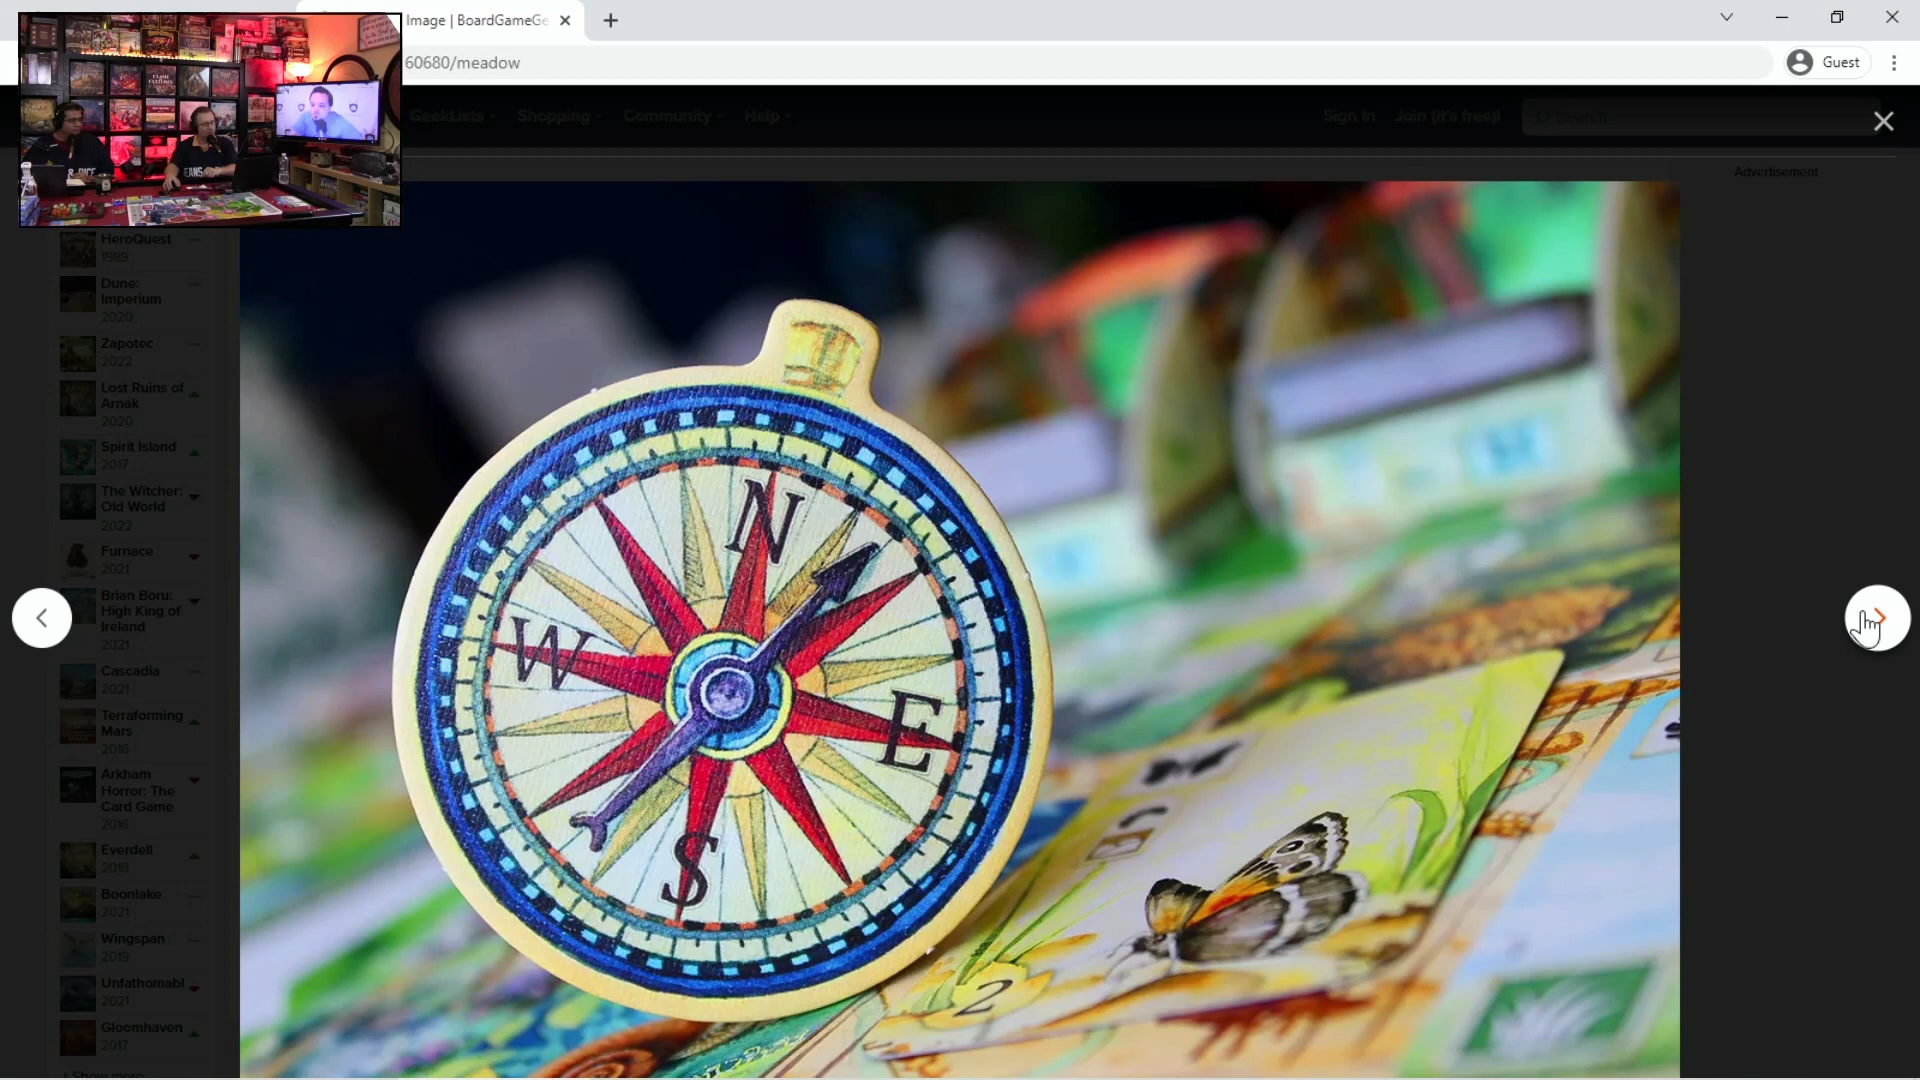 Image | BoardGameGe
60680/meadow
Guest
GeekLists
Shopping
Community
Help
Sign In
Join (it's free)
Search
Advertisement
HeroQuest
1989
Dune:
Imperium
2020
Zapotec
2022
Lost Ruins of
Arnak
2020
Spirit Island
2017
The Witcher:
Old World
2022
Furnace
2021
Brian Boru:
High King of
Ireland
2021
Cascadia
2021
Terraforming
Mars
2016
Arkham
Horror: The
Card Game
2016
Everdell
2018
Boonlake
2021
Wingspan
2019
Unfathomabl
2021
Gloomhaven
2017
N
W
E
S
2